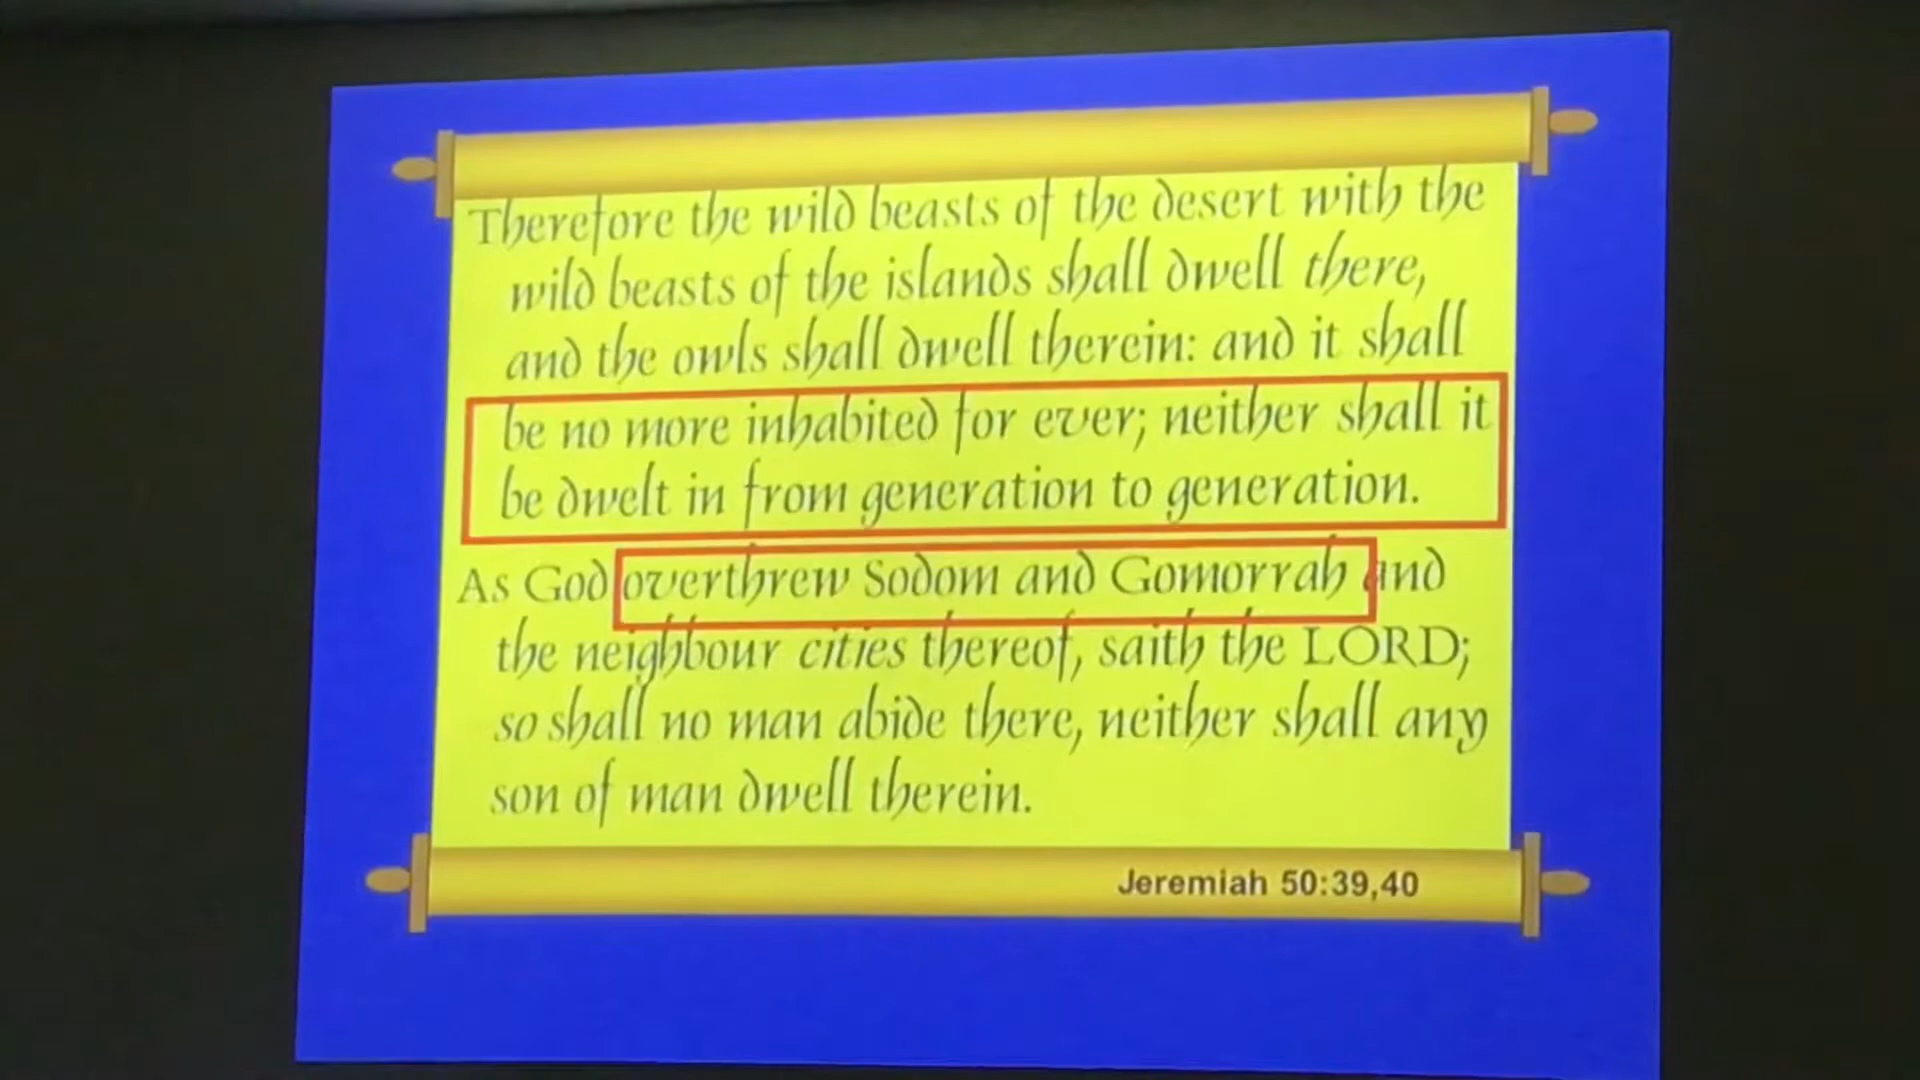 Therefore the wild beasts of the desert with the
wild beasts of the islands shall dwell there,
and the owls shall dwell therein: and it shall
be no more inhabited for ever; neither shall it
be dwelt in from generation to generation.
As God overthrew Sodom and Gomorrah and
the neighbour cities thereof, saith the LORD;
so shall no man abide there, neither shall any
son of man dwell therein.
Jeremiah 50:39,40